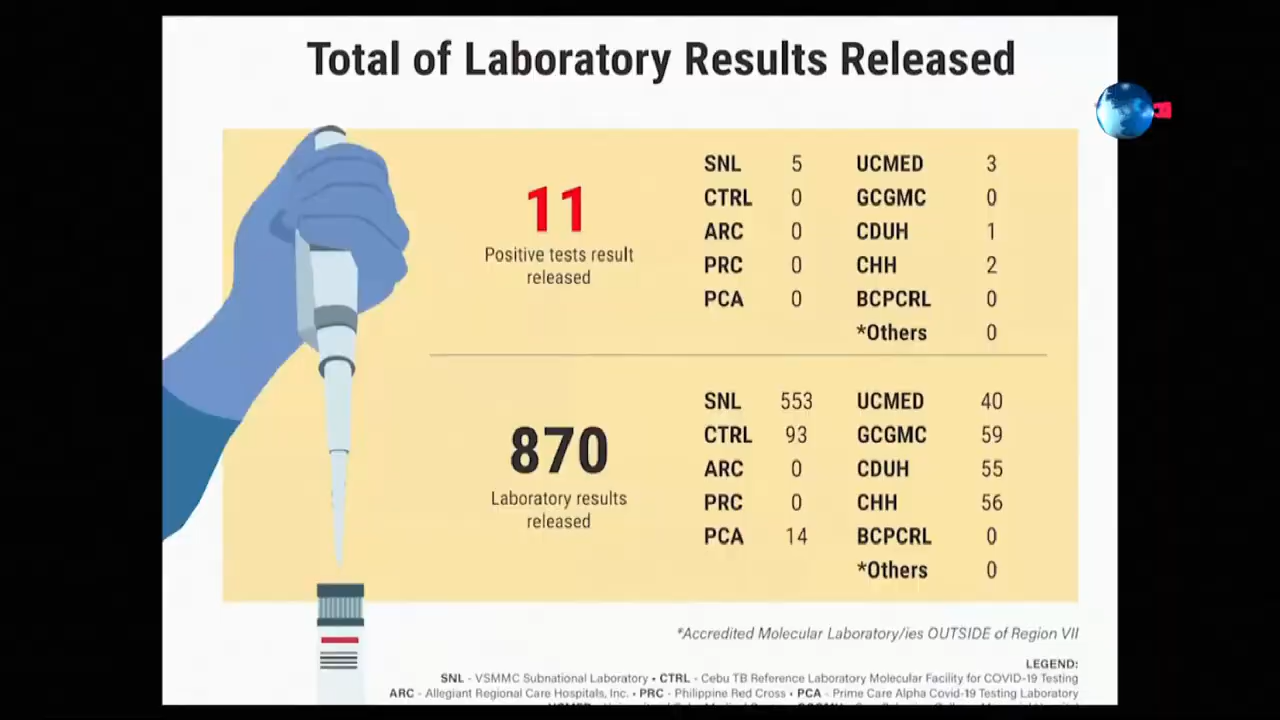 Total of Laboratory Results Released
11
Positive tests result
released
SNL 5 UCMED 3
CTRL 0 GCGMC 0
ARC 0 CDUH 1
PRC 0 CHH 2
PCA 0 BCPCRL 0
*Others 0
870
Laboratory results
released
SNL 553 UCMED 40
CTRL 93 GCGMC 59
ARC 0 CDUH 55
PRC 0 CHH 56
PCA 14 BCPCRL 0
*Others 0
*Accredited Molecular Laboratory/ies OUTSIDE of Region VII
LEGEND:
SNL - VSMMC Subnational Laboratory • CTRL - Cebu TB Reference Laboratory Molecular Facility for COVID-19 Testing
ARC - Allegiant Regional Care Hospitals, Inc. • PRC - Philippine Red Cross • PCA - Prime Care Alpha Covid-19 Testing Laboratory